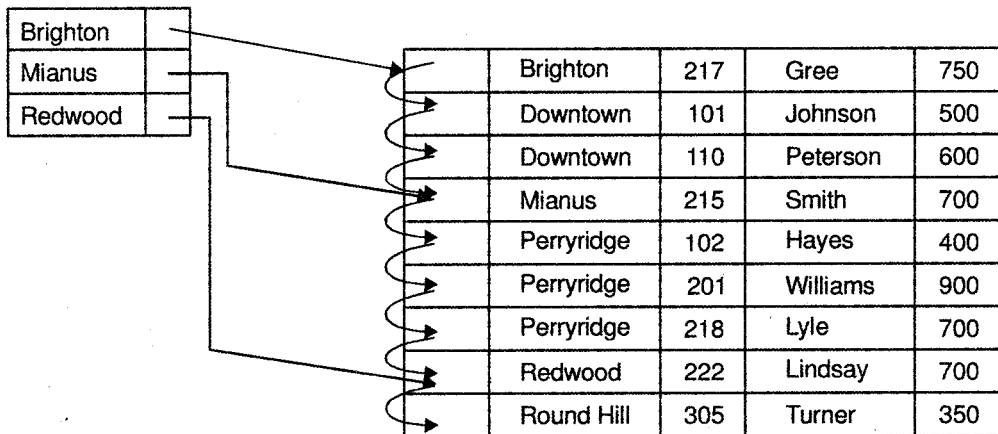 Brighton
Mianus
Redwood
Brighton 217 Gree 750
Downtown 101 Johnson 500
Downtown 110 Peterson 600
Mianus 215 Smith 700
Perryridge 102 Hayes 400
Perryridge 201 Williams 900
Perryridge 218 Lyle 700
Redwood 222 Lindsay 700
Round Hill 305 Turner 350